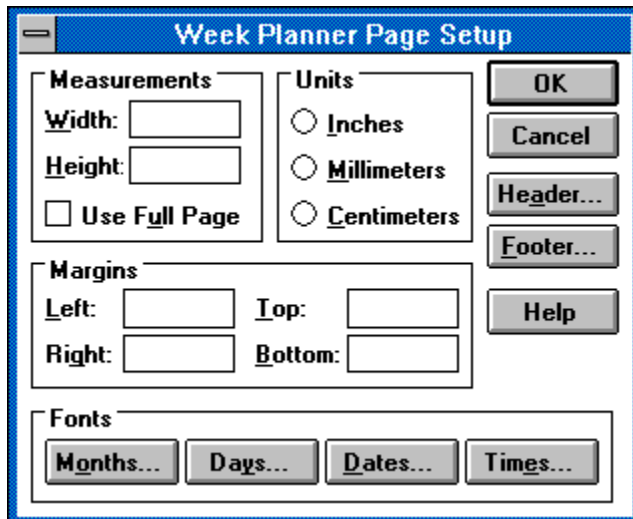 Week Planner Page Setup
Measurements
Width:
Height:
Use Full Page
Units
Inches
Millimeters
Centimeters
OK
Cancel
Header...
Footer...
Help
Margins
Left:
Top:
Right:
Bottom:
Fonts
Months...
Days...
Dates...
Times...